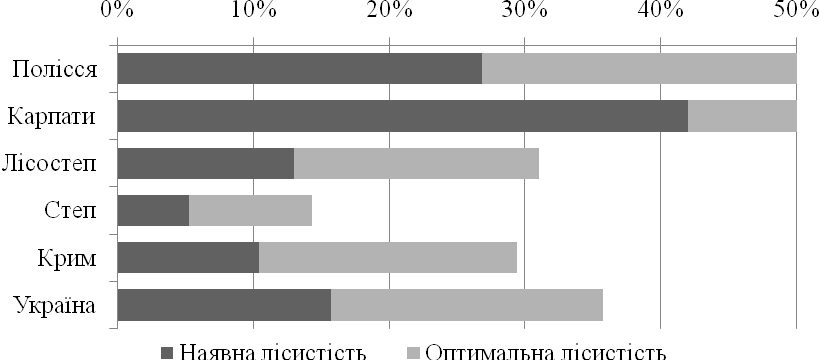 0% 10% 20% 30% 40% 50%
Полісся
Карпати
Лісостеп
Степ
Крим
Україна
Наявна лісистість Оптимальна лісистість